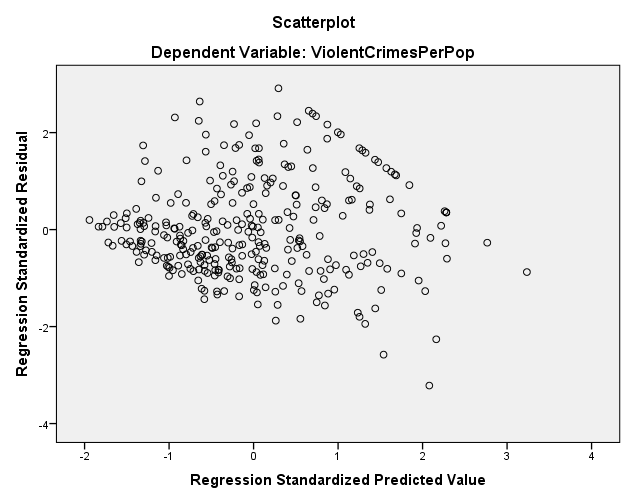 Scatterplot
Dependent Variable: ViolentCrimesPerPop
Regression Standardized Residual
2
0
-2
-4
-2
-1
0
1
2
3
4
Regression Standardized Predicted Value